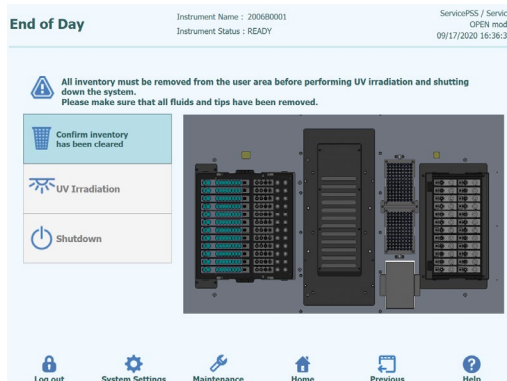 End of Day
Instrument Name : 2006B0001
Instrument Status : READY
ServicePSS / Servic
OPEN mod
09/17/2020 16:36:3
All inventory must be removed from the user area before performing UV irradiation and shutting
down the system.
Please make sure that all fluids and tips have been removed.
Confirm inventory
has been cleared
UV Irradiation
Shutdown
Log out
System Settings
Maintenance
Home
Previous
Help